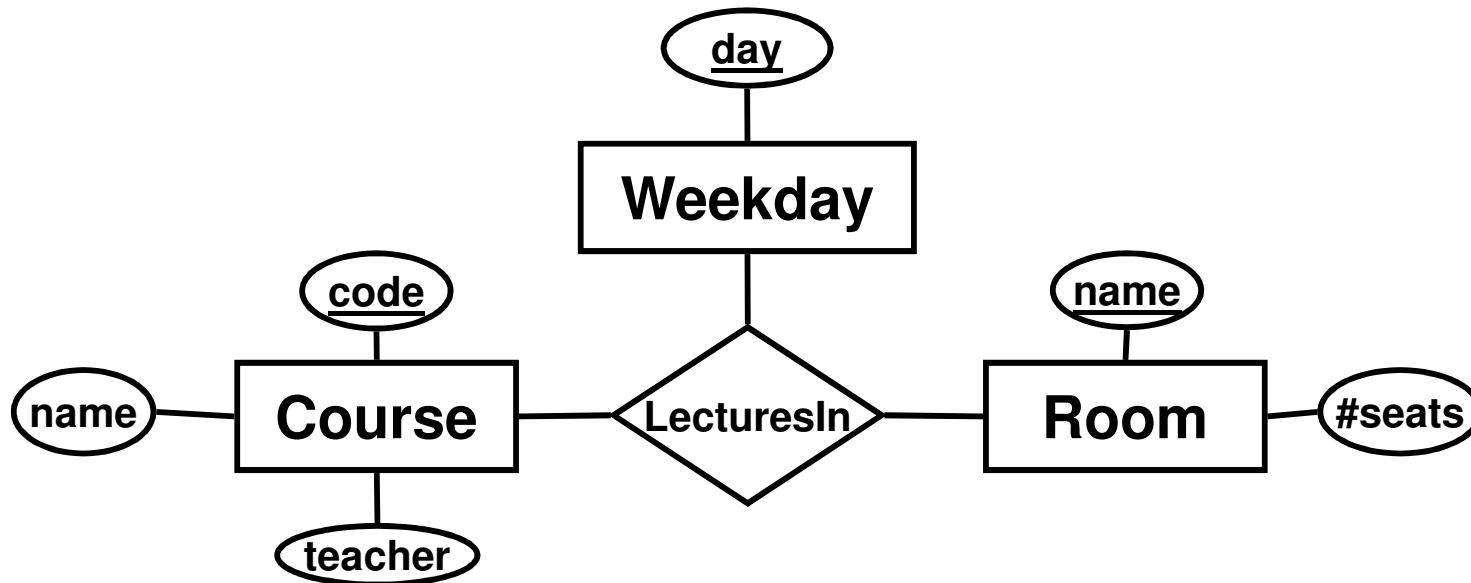 day
Weekday
code
name
name
Course
LecturesIn
Room
#seats
teacher